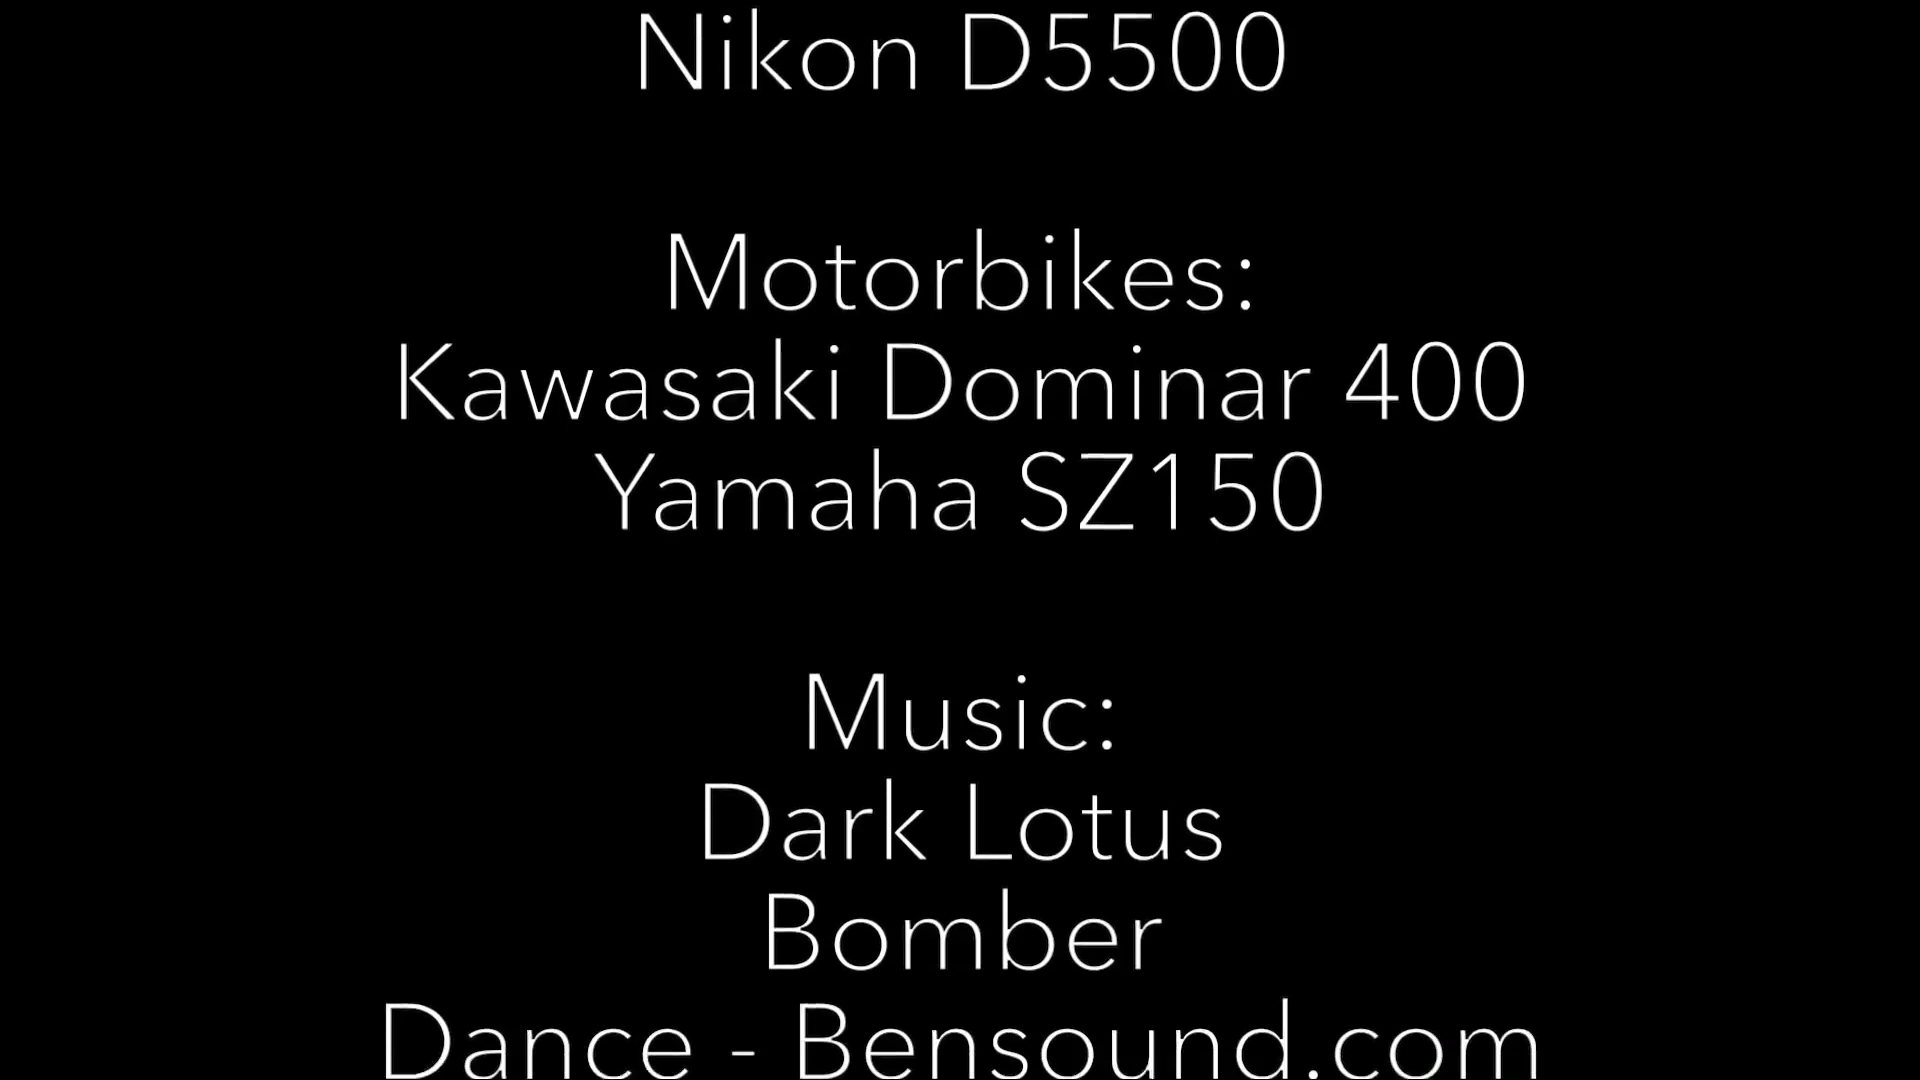 Nikon D5500
Motorbikes:
Kawasaki Dominar 400
Yamaha SZ150
Music:
Dark Lotus
Bomber
Dance - Bensound.com